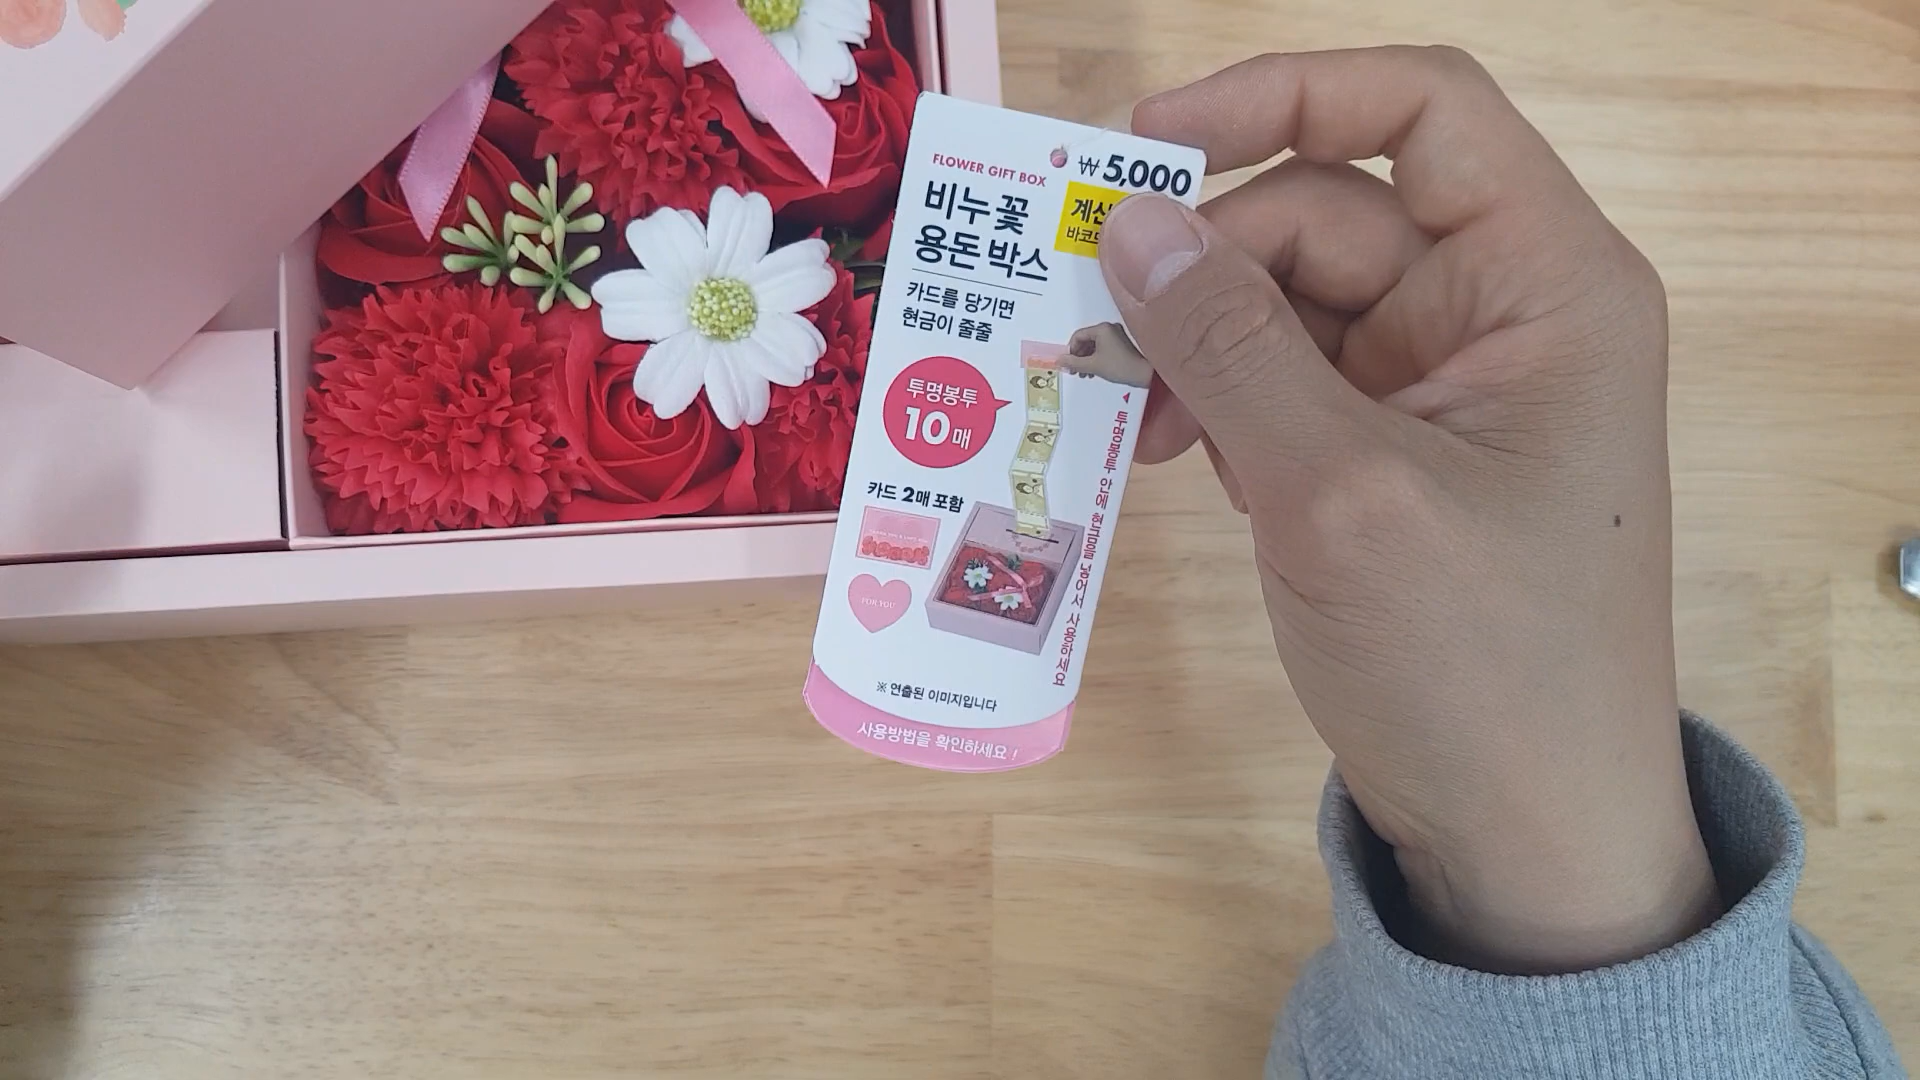 FLOWER GIFT BOX
₩5,000
비누 꽃
용돈 박스
카드를 당기면
현금이 줄줄
투명봉투
10매
◀ 투명봉투 안에 현금을 넣어서 사용하세요
카드 2매 포함
FOR YOU
※ 연출된 이미지입니다
사용방법을 확인하세요!